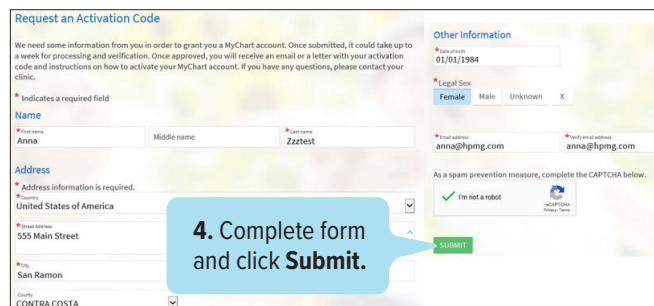 Request an Activation Code
We need some information from you in order to grant you a MyChart account. Once submitted, it could take up to
a week for processing and verification. Once approved, you will receive an email or a letter with your activation
code and instructions on how to activate your MyChart account. If you have any questions, please contact your
clinic.
* Indicates a required field
Name
*First name
Anna
Middle name
*Last name
Zzztest
Address
* Address information is required.
*Country
United States of America
*Street Address
555 Main Street
*City
San Ramon
County
CONTRA COSTA
Other Information
*Date of birth
01/01/1984
*Legal Sex
Female Male Unknown X
*Email address
anna@hpmg.com
*Verify email address
anna@hpmg.com
As a spam prevention measure, complete the CAPTCHA below.
I'm not a robot
reCAPTCHA
Privacy - Terms
SUBMIT
4. Complete form
and click Submit.